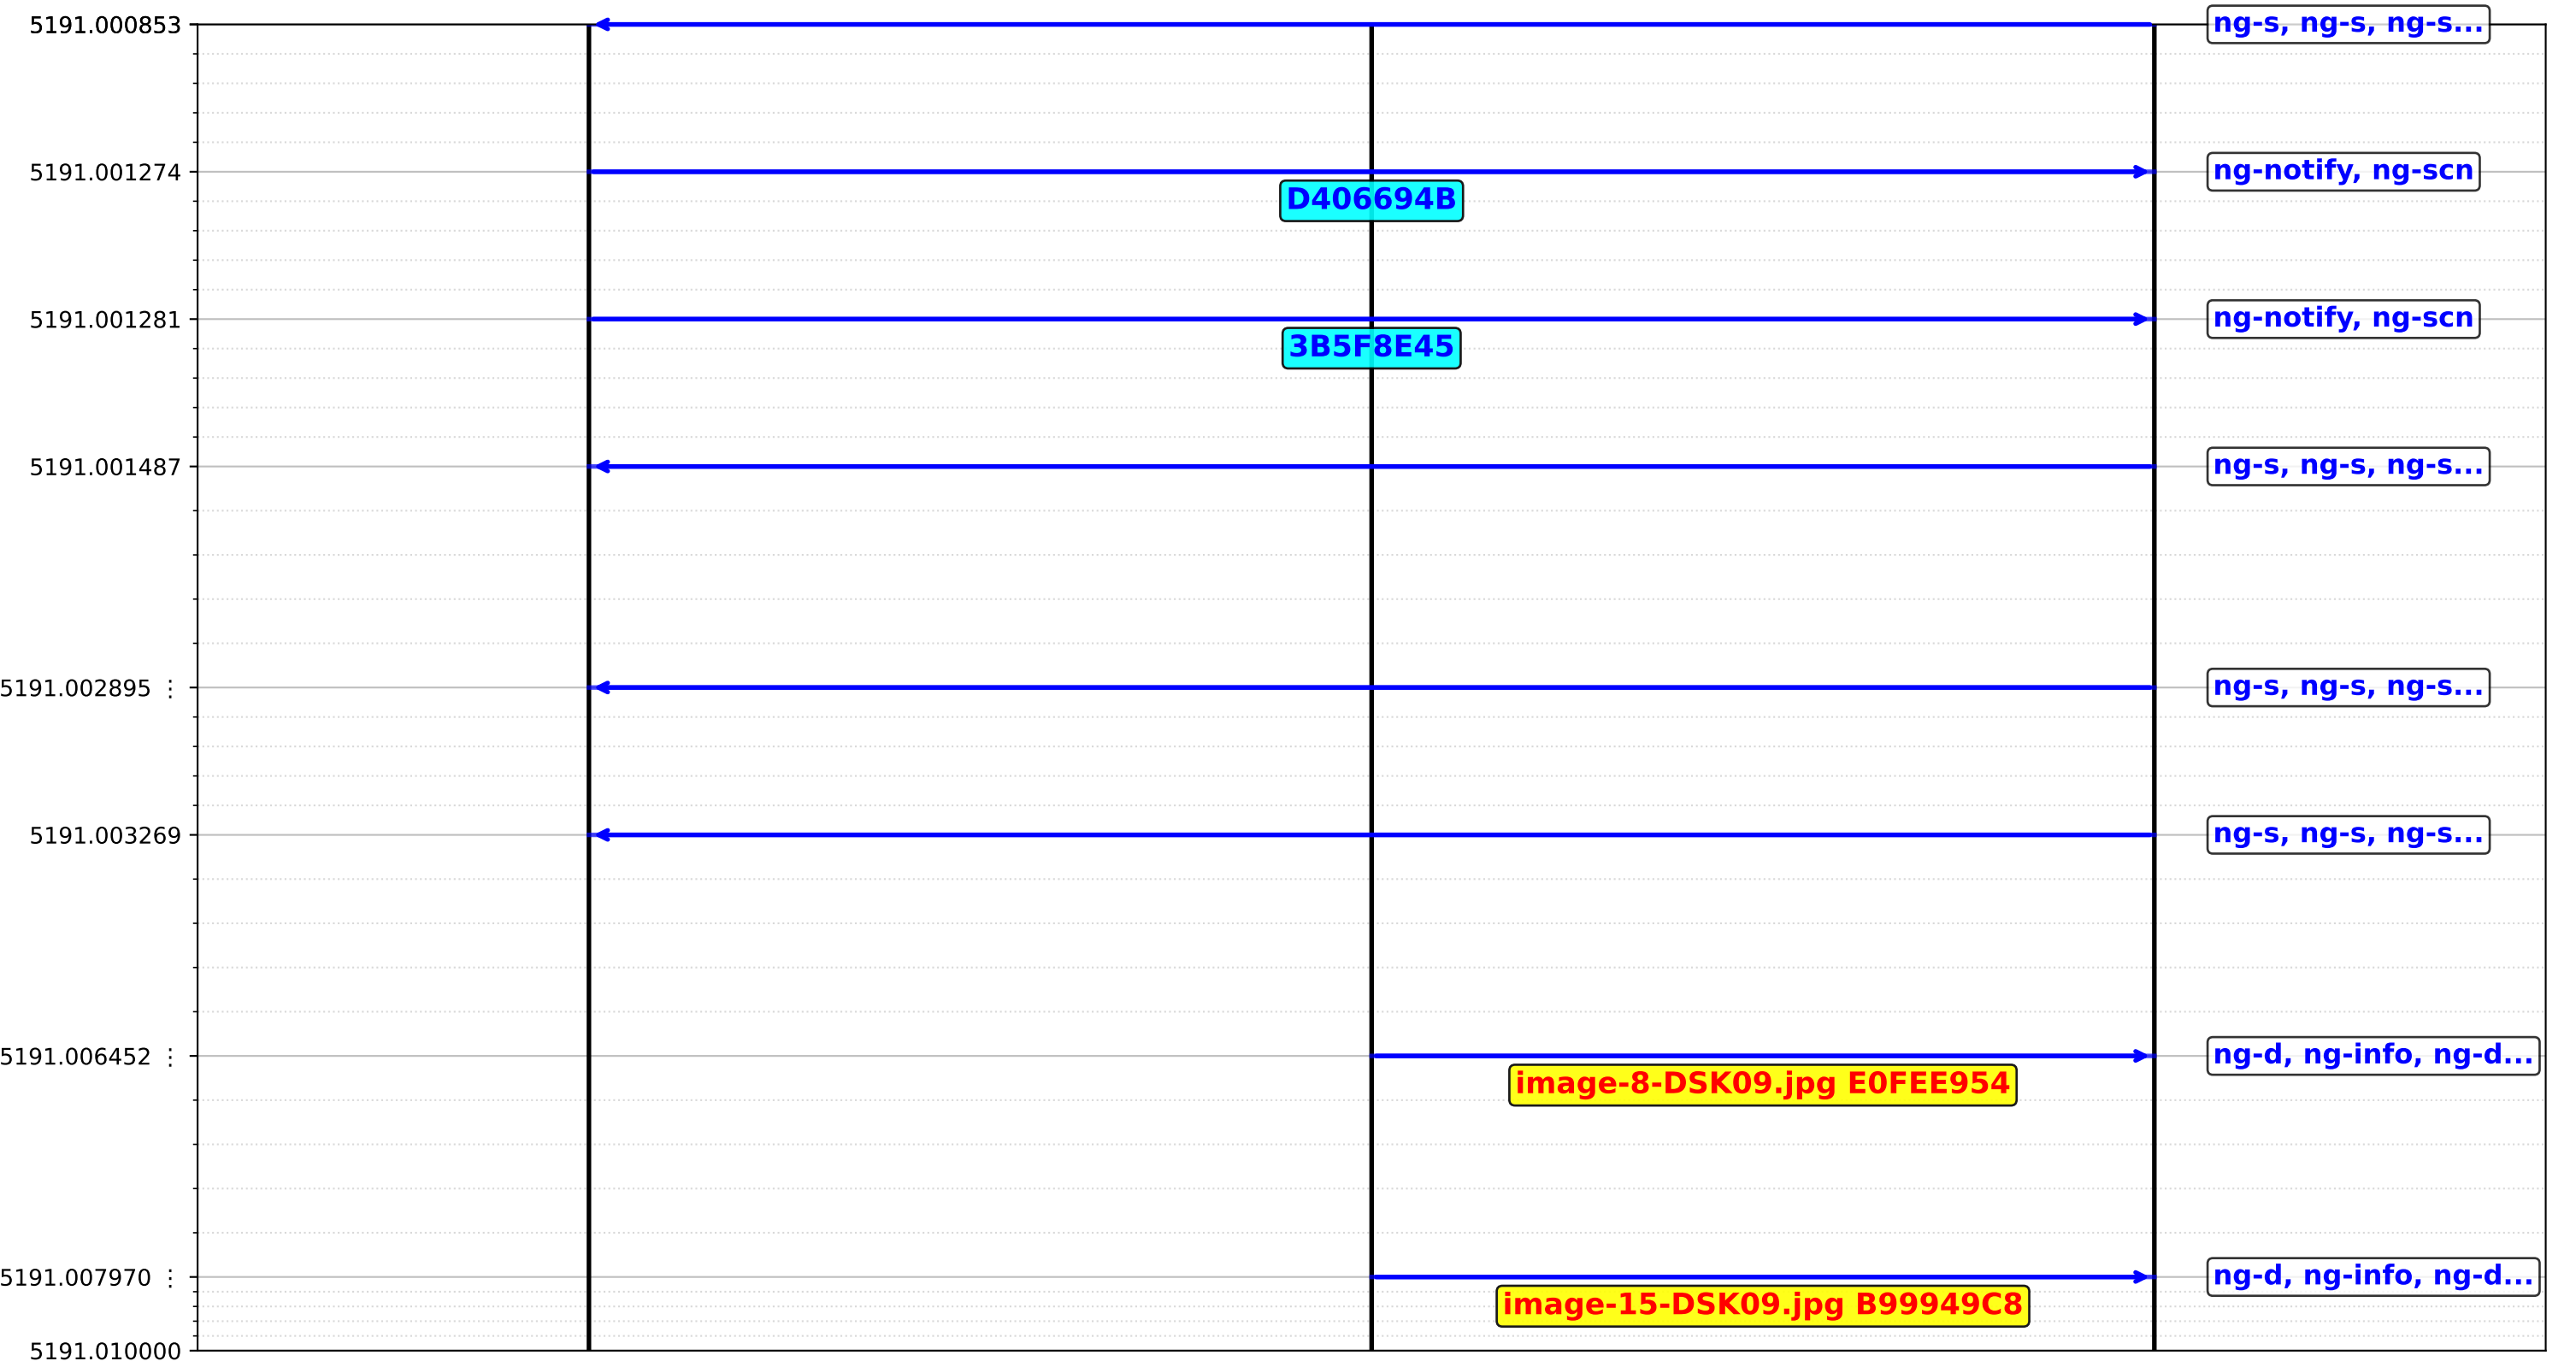 5191.000853 ng-s, ng-s, ng-s...
5191.001274 ng-notify, ng-scn
D406694B
5191.001281 ng-notify, ng-scn
3B5F8E45
5191.001487 ng-s, ng-s, ng-s...
5191.002895 ⋮ ng-s, ng-s, ng-s...
5191.003269 ng-s, ng-s, ng-s...
5191.006452 ⋮ ng-d, ng-info, ng-d...
image-8-DSK09.jpg E0FEE954
5191.007970 ⋮ ng-d, ng-info, ng-d...
image-15-DSK09.jpg B99949C8
5191.010000